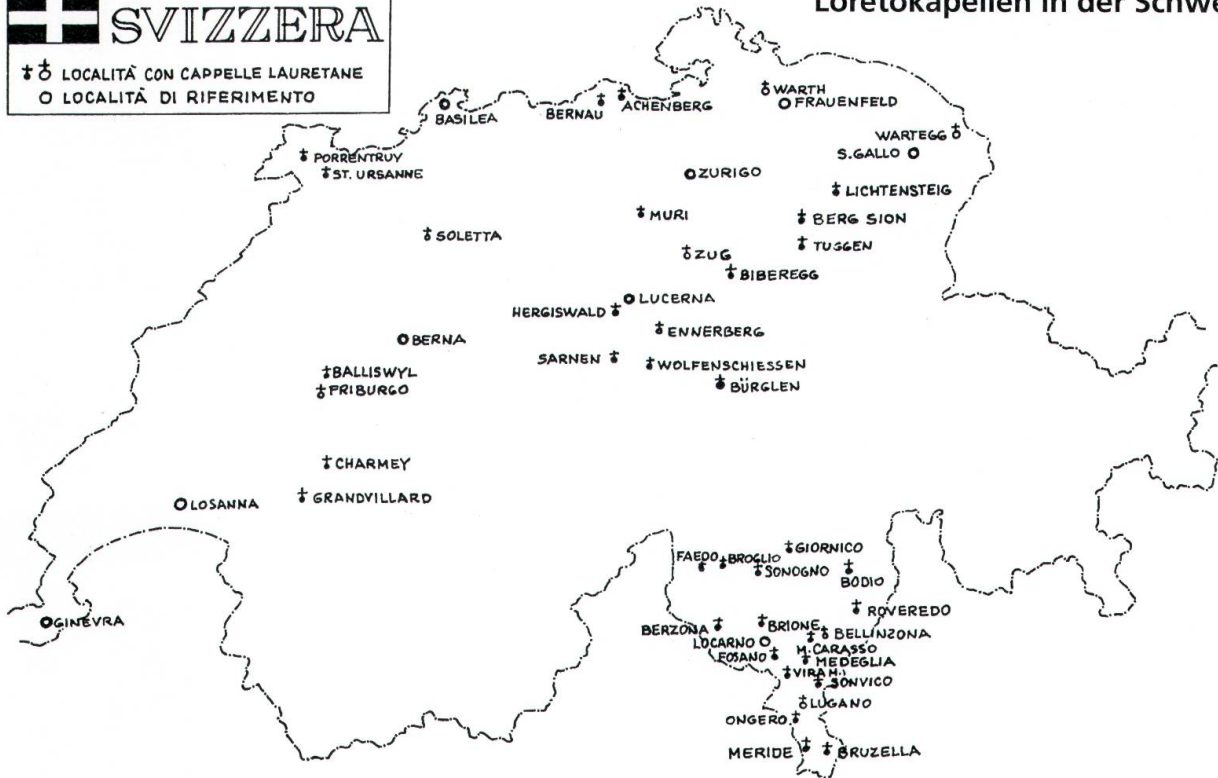 Loretokapellen in der Schwe
SVIZZERA
LOCALITÀ CON CAPPELLE LAURETANE
O LOCALITÀ DI RIFERIMENTO
BASILEA
BERNAU
ACHENBERG
WARTH
FRAUENFELD
WARTEGG
S.GALLO
PORRENTRUY
ST. URSANNE
ZURIGO
LICHTENSTEIG
MURI
BERG SION
SOLETTA
TUGGEN
ZUG
BIBEREGG
LUCERNA
HERGISWALD
ENNERBERG
BERNA
SARNEN
WOLFENSCHIESSEN
BALLISWYL
BÜRGLEN
FRIBURGO
CHARMEY
GRANDVILLARD
LOSANNA
GIORNICO
FAEDO
BROGLIO
SONOGNO
BODIO
ROVEREDO
GINEVRA
BERZONA
BRIONE
BELLINZONA
LOCARNO
M.CARASSO
FOSANO
MEDEGLIA
VIRA
SONVICO
LUGANO
ONGERO
MERIDE
BRUZELLA